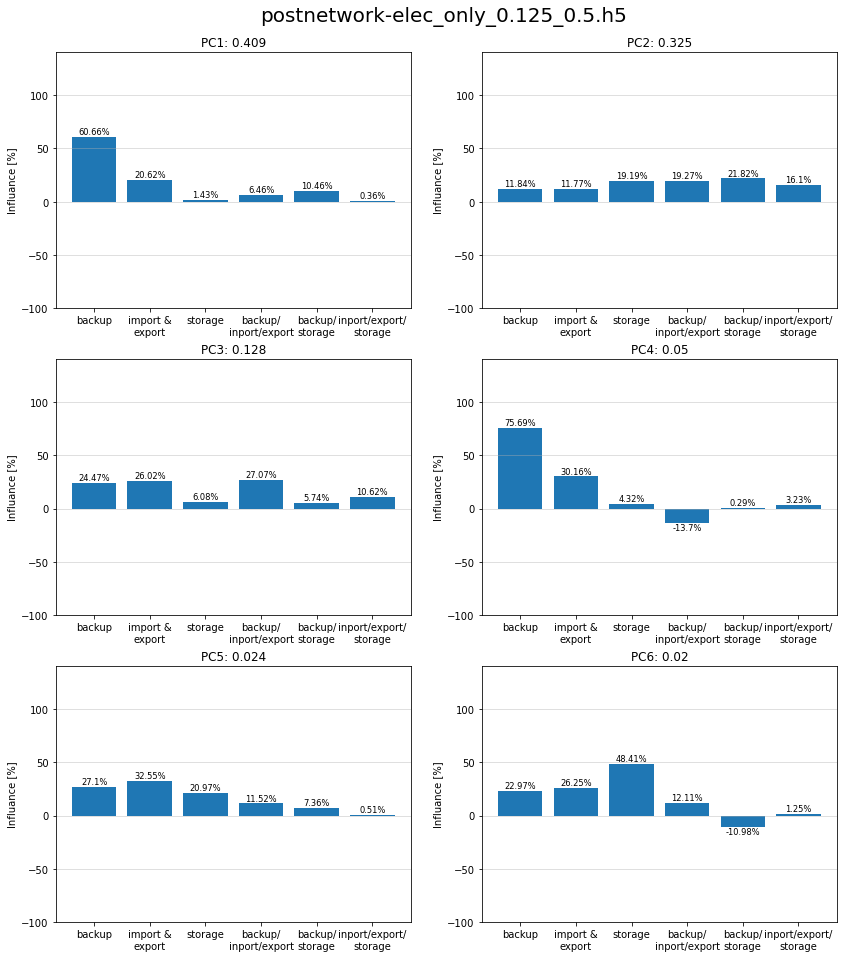 postnetwork-elec_only_0.125_0.5.h5
PC1: 0.409
Influance [%]
100
50
0
−50
−100
60.66%
20.62%
1.43%
6.46%
10.46%
0.36%
backup
import &
export
storage
backup/
inport/export
backup/
storage
inport/export/
storage
PC2: 0.325
Influance [%]
100
50
0
−50
−100
11.84%
11.77%
19.19%
19.27%
21.82%
16.1%
backup
import &
export
storage
backup/
inport/export
backup/
storage
inport/export/
storage
PC3: 0.128
Influance [%]
100
50
0
−50
−100
24.47%
26.02%
6.08%
27.07%
5.74%
10.62%
backup
import &
export
storage
backup/
inport/export
backup/
storage
inport/export/
storage
PC4: 0.05
Influance [%]
100
50
0
−50
−100
75.69%
30.16%
4.32%
-13.7%
0.29%
3.23%
backup
import &
export
storage
backup/
inport/export
backup/
storage
inport/export/
storage
PC5: 0.024
Influance [%]
100
50
0
−50
−100
27.1%
32.55%
20.97%
11.52%
7.36%
0.51%
backup
import &
export
storage
backup/
inport/export
backup/
storage
inport/export/
storage
PC6: 0.02
Influance [%]
100
50
0
−50
−100
22.97%
26.25%
48.41%
12.11%
-10.98%
1.25%
backup
import &
export
storage
backup/
inport/export
backup/
storage
inport/export/
storage